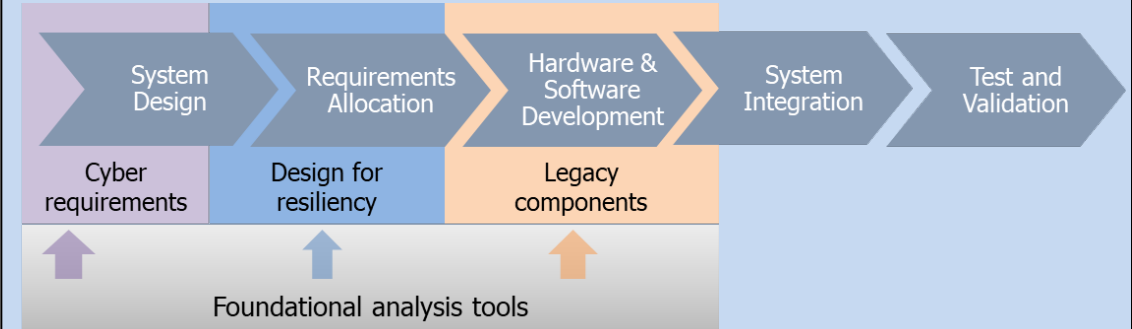 System
Design
Requirements
Allocation
Hardware &
Software
Development
System
Integration
Test and
Validation
Cyber
requirements
Design for
resiliency
Legacy
components
Foundational analysis tools